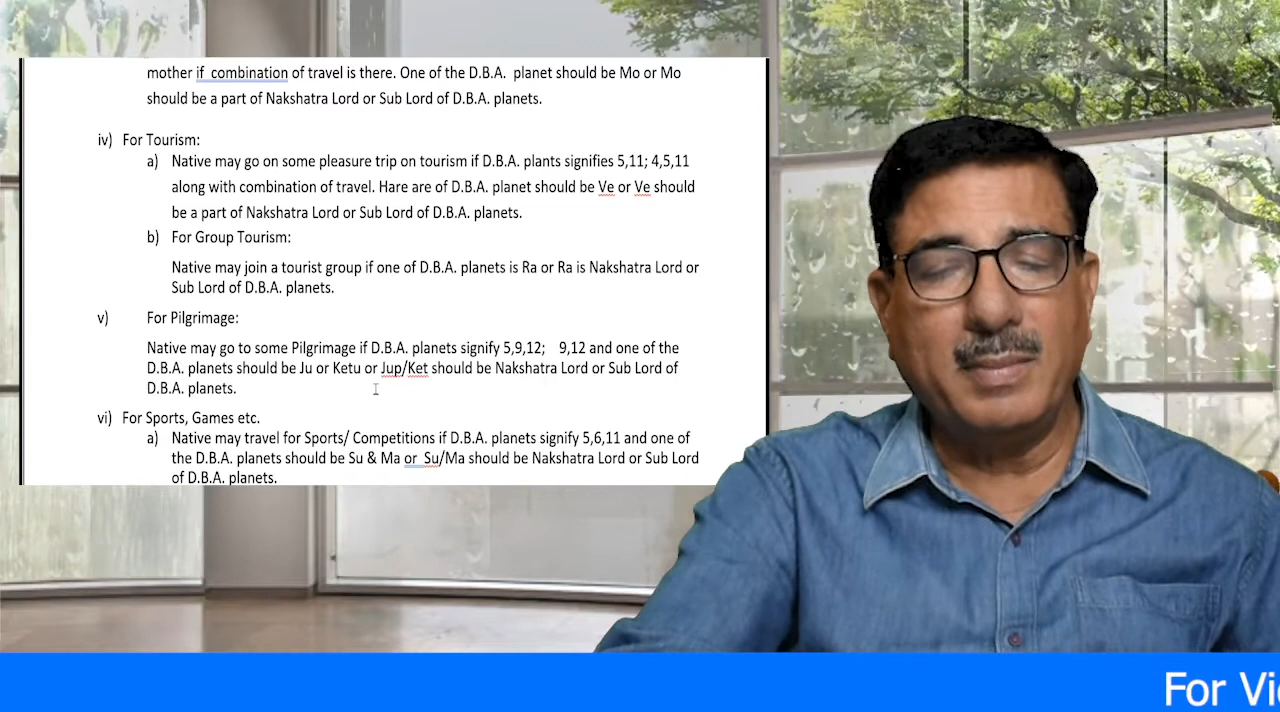 mother if combination of travel is there. One of the D.B.A. planet should be Mo or Mo
should be a part of Nakshatra Lord or Sub Lord of D.B.A. planets.
iv) For Tourism:
a) Native may go on some pleasure trip on tourism if D.B.A. plants signifies 5,11; 4,5,11
along with combination of travel. Hare are of D.B.A. planet should be Ve or Ve should
be a part of Nakshatra Lord or Sub Lord of D.B.A. planets.
b) For Group Tourism:
Native may join a tourist group if one of D.B.A. planets is Ra or Ra is Nakshatra Lord or
Sub Lord of D.B.A. planets.
v) For Pilgrimage:
Native may go to some Pilgrimage if D.B.A. planets signify 5,9,12; 9,12 and one of the
D.B.A. planets should be Ju or Ketu or Jup/Ket should be Nakshatra Lord or Sub Lord of
D.B.A. planets.
vi) For Sports, Games etc.
a) Native may travel for Sports/ Competitions if D.B.A. planets signify 5,6,11 and one of
the D.B.A. planets should be Su & Ma or Su/Ma should be Nakshatra Lord or Sub Lord
of D.B.A. planets.
For Vi